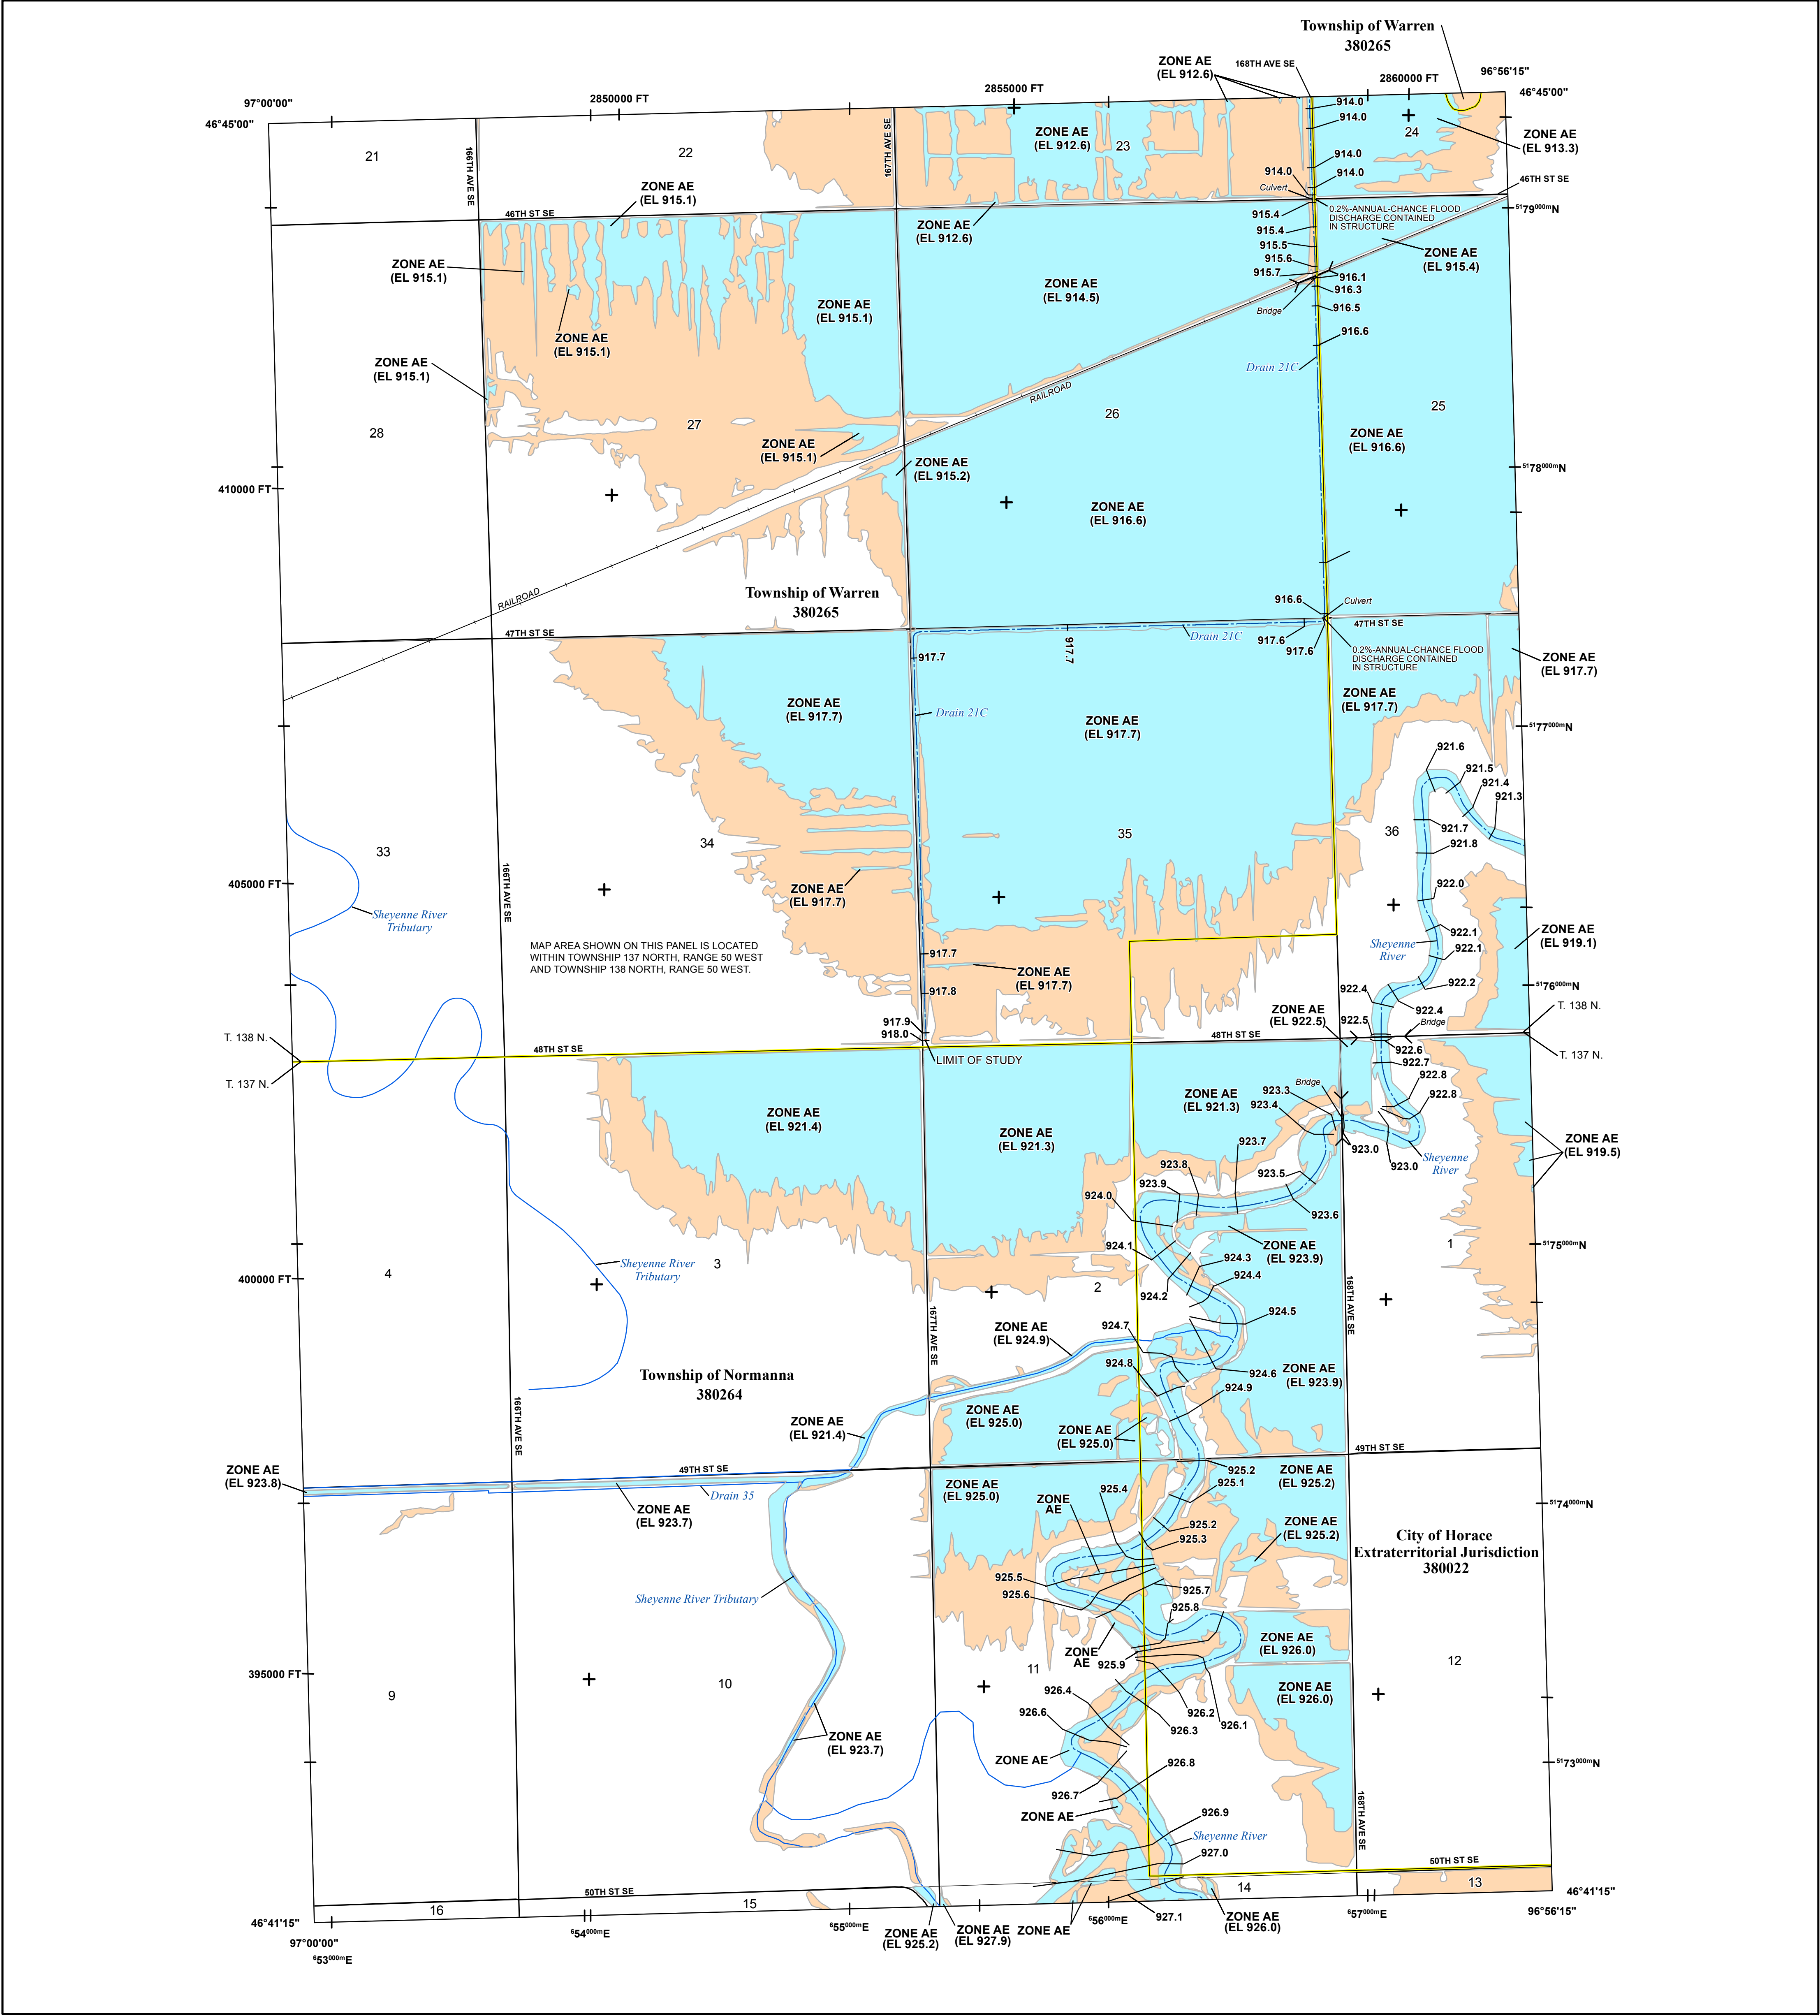 Township of Warren
380265
ZONE AE
(EL 912.6)
168TH AVE SE
2860000 FT
96°56'15"
46°45'00"
97°00'00"
46°45'00"
2850000 FT
2855000 FT
21
166TH AVE SE
22
167TH AVE SE
ZONE AE
(EL 912.6)
23
914.0
914.0
24
ZONE AE
(EL 913.3)
914.0
914.0
914.0
Culvert
46TH ST SE
ZONE AE
(EL 915.1)
46TH ST SE
ZONE AE
(EL 912.6)
915.4
915.4
915.5
915.6
915.7
0.2%-ANNUAL-CHANCE FLOOD
DISCHARGE CONTAINED
IN STRUCTURE
5179000mN
ZONE AE
(EL 915.4)
ZONE AE
(EL 915.1)
ZONE AE
(EL 915.1)
ZONE AE
(EL 914.5)
916.1
916.3
Bridge
916.5
916.6
ZONE AE
(EL 915.1)
ZONE AE
(EL 915.1)
Drain 21C
RAILROAD
28
27
26
25
ZONE AE
(EL 915.1)
ZONE AE
(EL 916.6)
ZONE AE
(EL 915.2)
5178000mN
410000 FT
ZONE AE
(EL 916.6)
RAILROAD
Township of Warren
380265
916.6
Culvert
47TH ST SE
47TH ST SE
Drain 21C
917.6
917.6
917.7
917.7
0.2%-ANNUAL-CHANCE FLOOD
DISCHARGE CONTAINED
IN STRUCTURE
ZONE AE
(EL 917.7)
ZONE AE
(EL 917.7)
Drain 21C
ZONE AE
(EL 917.7)
ZONE AE
(EL 917.7)
5177000mN
921.6
921.5
921.4
921.3
33
34
35
36
921.7
921.8
166TH AVE SE
405000 FT
ZONE AE
(EL 917.7)
922.0
Sheyenne River
Tributary
MAP AREA SHOWN ON THIS PANEL IS LOCATED
WITHIN TOWNSHIP 137 NORTH, RANGE 50 WEST
AND TOWNSHIP 138 NORTH, RANGE 50 WEST.
917.7
ZONE AE
(EL 917.7)
917.8
922.1
Sheyenne
River
922.1
ZONE AE
(EL 919.1)
922.2
922.4
922.4
5176000mN
T. 138 N.
T. 138 N.
917.9
918.0
ZONE AE
(EL 922.5)
922.5
Bridge
48TH ST SE
48TH ST SE
LIMIT OF STUDY
T. 137 N.
T. 137 N.
922.6
922.7
922.8
922.8
Bridge
923.3
923.4
ZONE AE
(EL 921.4)
ZONE AE
(EL 921.3)
ZONE AE
(EL 921.3)
923.7
923.0
923.0
Sheyenne
River
ZONE AE
(EL 919.5)
923.8
923.9
924.0
923.5
923.6
924.1
ZONE AE
(EL 923.9)
5175000mN
1
4
3
2
400000 FT
Sheyenne River
Tributary
924.3
924.4
924.2
924.5
168TH AVE SE
167TH AVE SE
924.7
ZONE AE
(EL 924.9)
924.8
924.6
924.9
ZONE AE
(EL 923.9)
Township of Normanna
380264
166TH AVE SE
ZONE AE
(EL 921.4)
ZONE AE
(EL 925.0)
ZONE AE
(EL 925.0)
49TH ST SE
49TH ST SE
ZONE AE
(EL 923.8)
Drain 35
ZONE AE
(EL 923.7)
ZONE AE
(EL 925.0)
ZONE
AE
925.4
925.2
925.1
ZONE AE
(EL 925.2)
5174000mN
925.2
925.3
ZONE AE
(EL 925.2)
City of Horace
Extraterritorial Jurisdiction
380022
925.5
925.6
925.7
925.8
Sheyenne River Tributary
ZONE
AE
925.9
ZONE AE
(EL 926.0)
395000 FT
9
10
11
12
926.4
926.6
926.2
926.3
926.1
ZONE AE
(EL 926.0)
ZONE AE
(EL 923.7)
ZONE AE
926.8
926.7
5173000mN
ZONE AE
926.9
168TH AVE SE
Sheyenne River
927.0
50TH ST SE
50TH ST SE
16
15
14
13
46°41'15"
46°41'15"
97°00'00"
96°56'15"
653000mE
654000mE
655000mE
ZONE AE
(EL 925.2)
ZONE AE
(EL 927.9)
ZONE AE
656000mE
927.1
ZONE AE
(EL 926.0)
657000mE